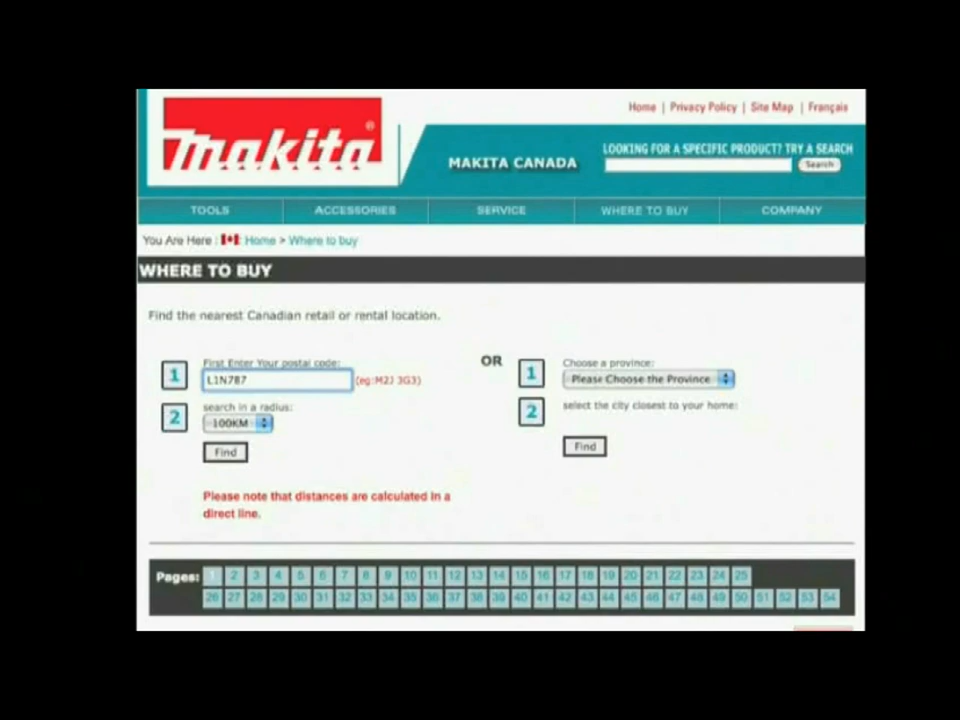 Home | Privacy Policy | Site Map | Français
makita®
MAKITA CANADA
LOOKING FOR A SPECIFIC PRODUCT? TRY A SEARCH
Search
TOOLS ACCESSORIES SERVICE WHERE TO BUY COMPANY
You Are Here : Home > Where to buy
WHERE TO BUY
Find the nearest Canadian retail or rental location.
1 First Enter Your postal code:
L1N7B7 (eg:M2J 3G3)
2 search in a radius:
100KM
Find
OR
1 Choose a province:
Please Choose the Province
2 select the city closest to your home:
Find
Please note that distances are calculated in a
direct line.
Pages: 1 2 3 4 5 6 7 8 9 10 11 12 13 14 15 16 17 18 19 20 21 22 23 24 25
26 27 28 29 30 31 32 33 34 35 36 37 38 39 40 41 42 43 44 45 46 47 48 49 50 51 52 53 54